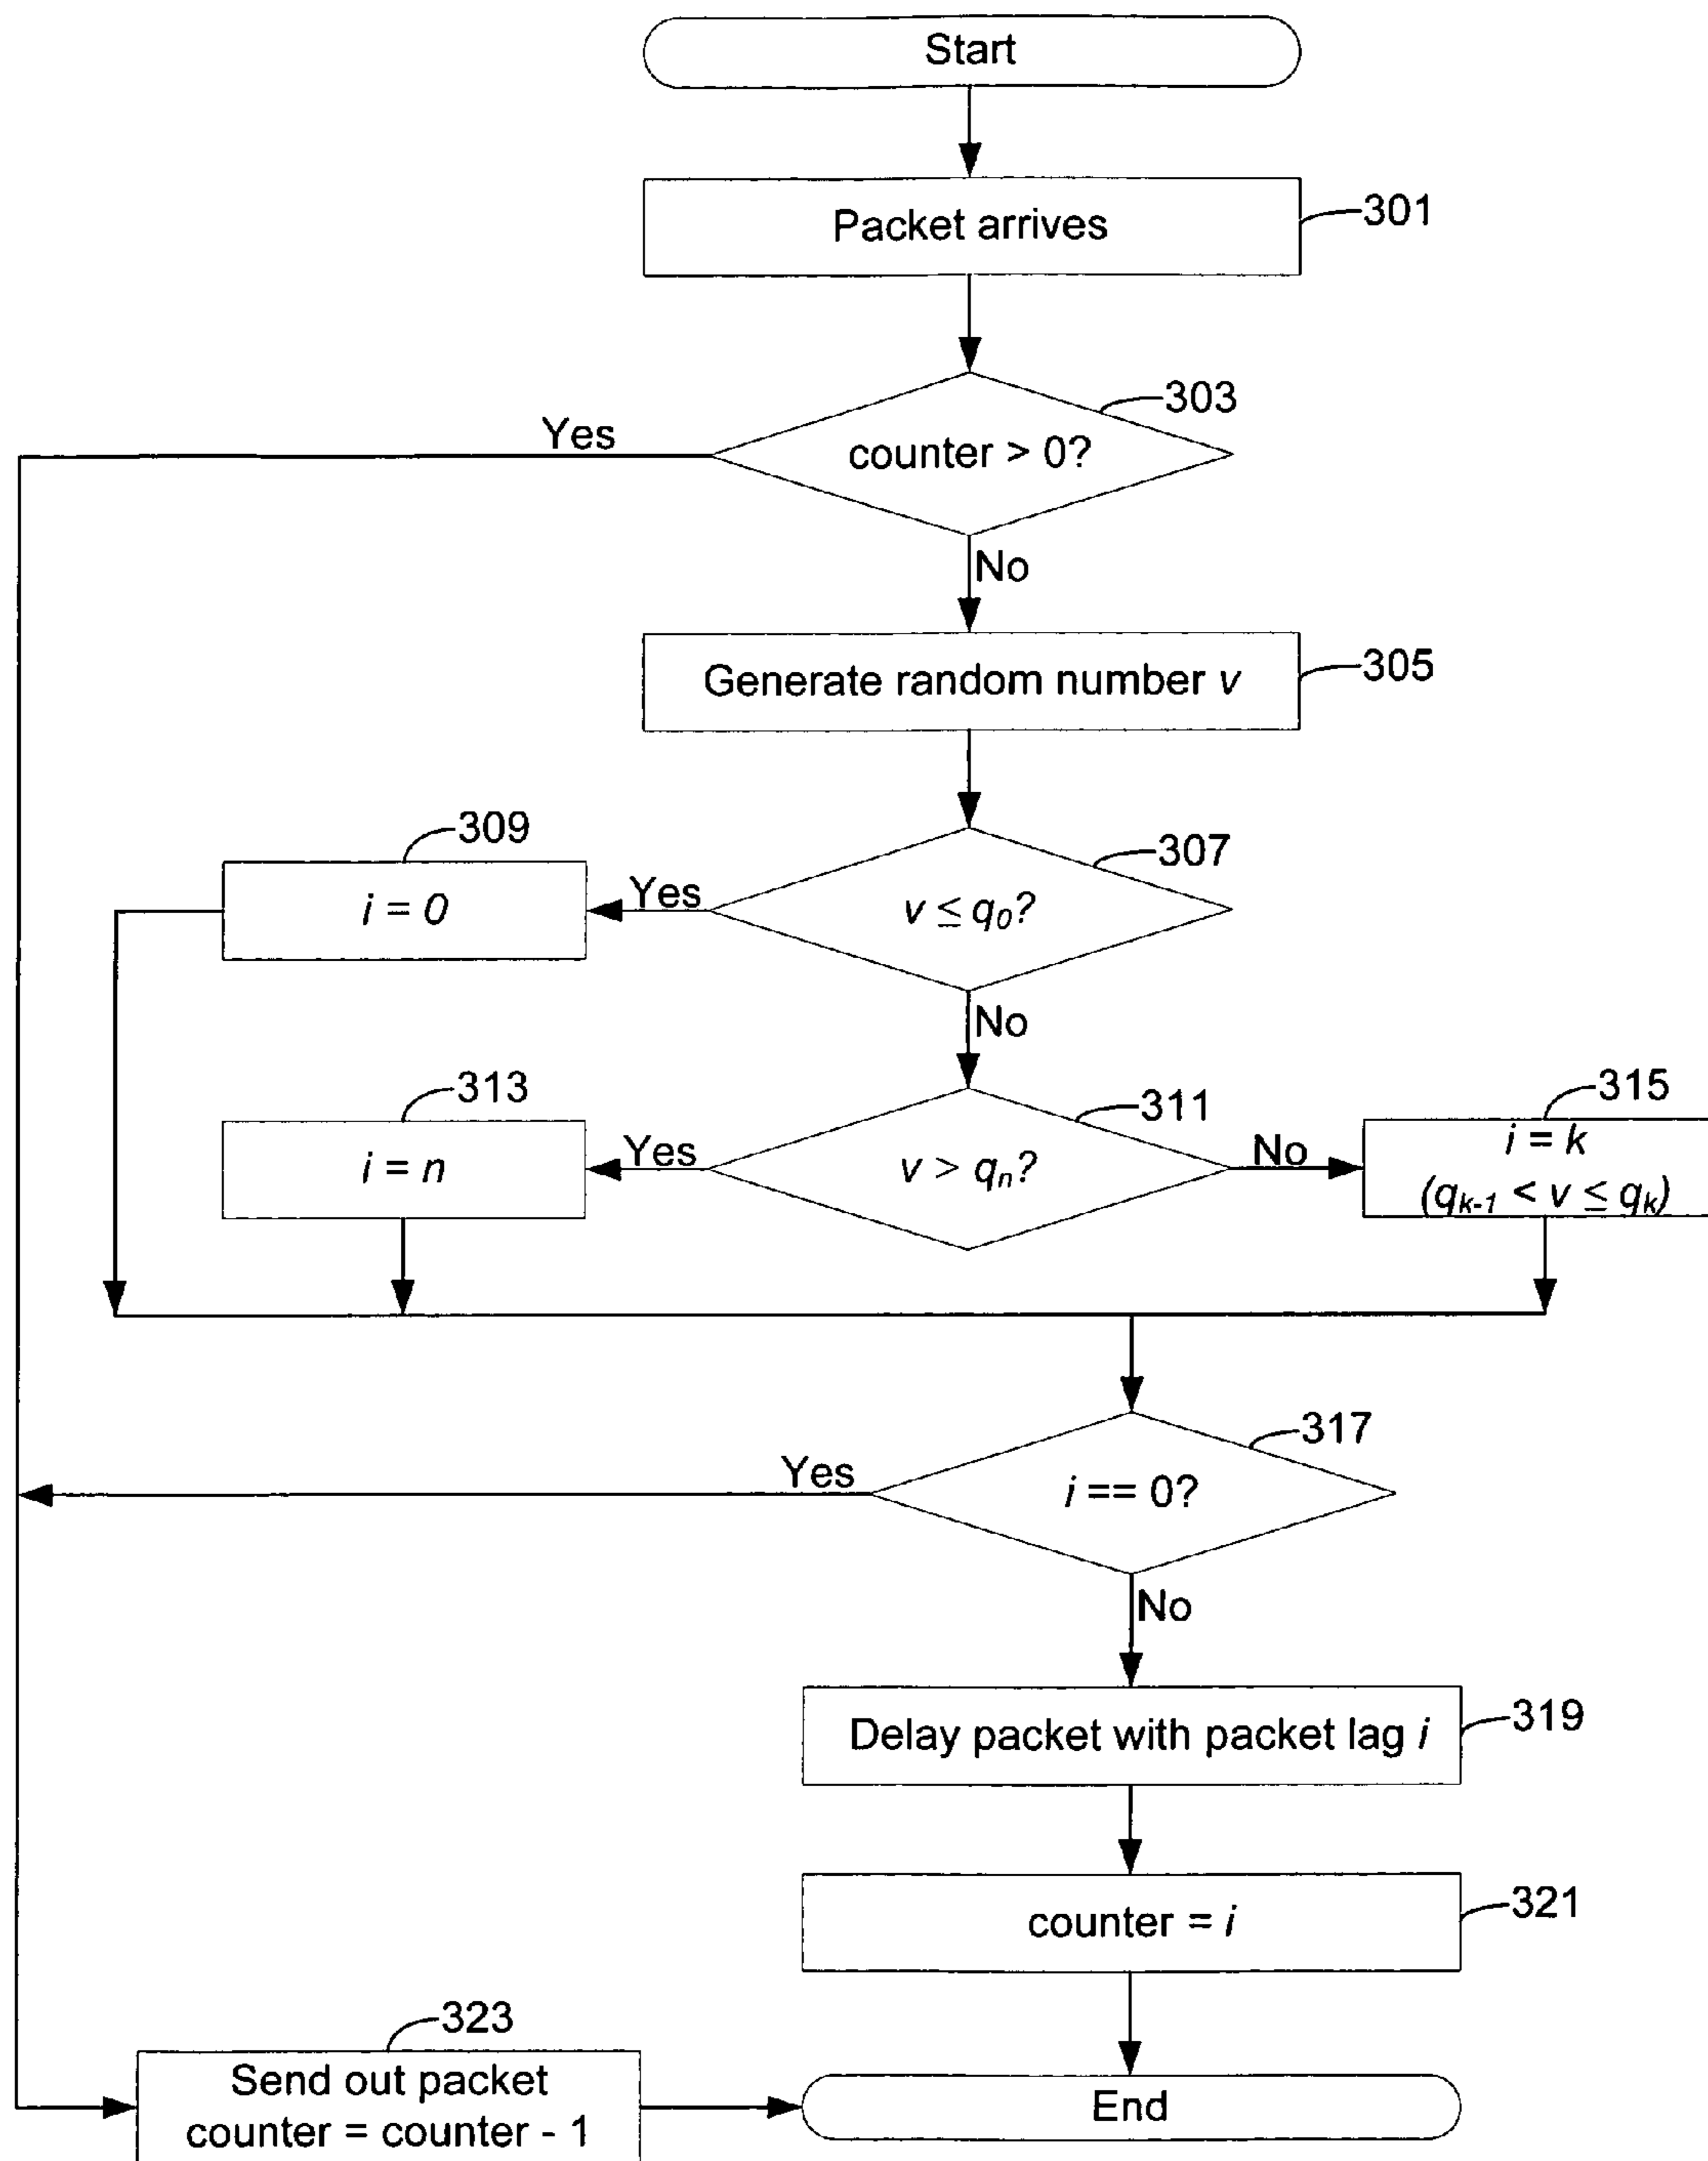 Start
Packet arrives
301
303
counter > 0?
Yes
No
Generate random number v
305
307
v ≤ q₀?
Yes
309
i = 0
No
311
v > qₙ?
Yes
313
i = n
No
315
i = k
(qₖ₋₁ < v ≤ qₖ)
317
i == 0?
Yes
No
Delay packet with packet lag i
319
counter = i
321
323
Send out packet
counter = counter - 1
End